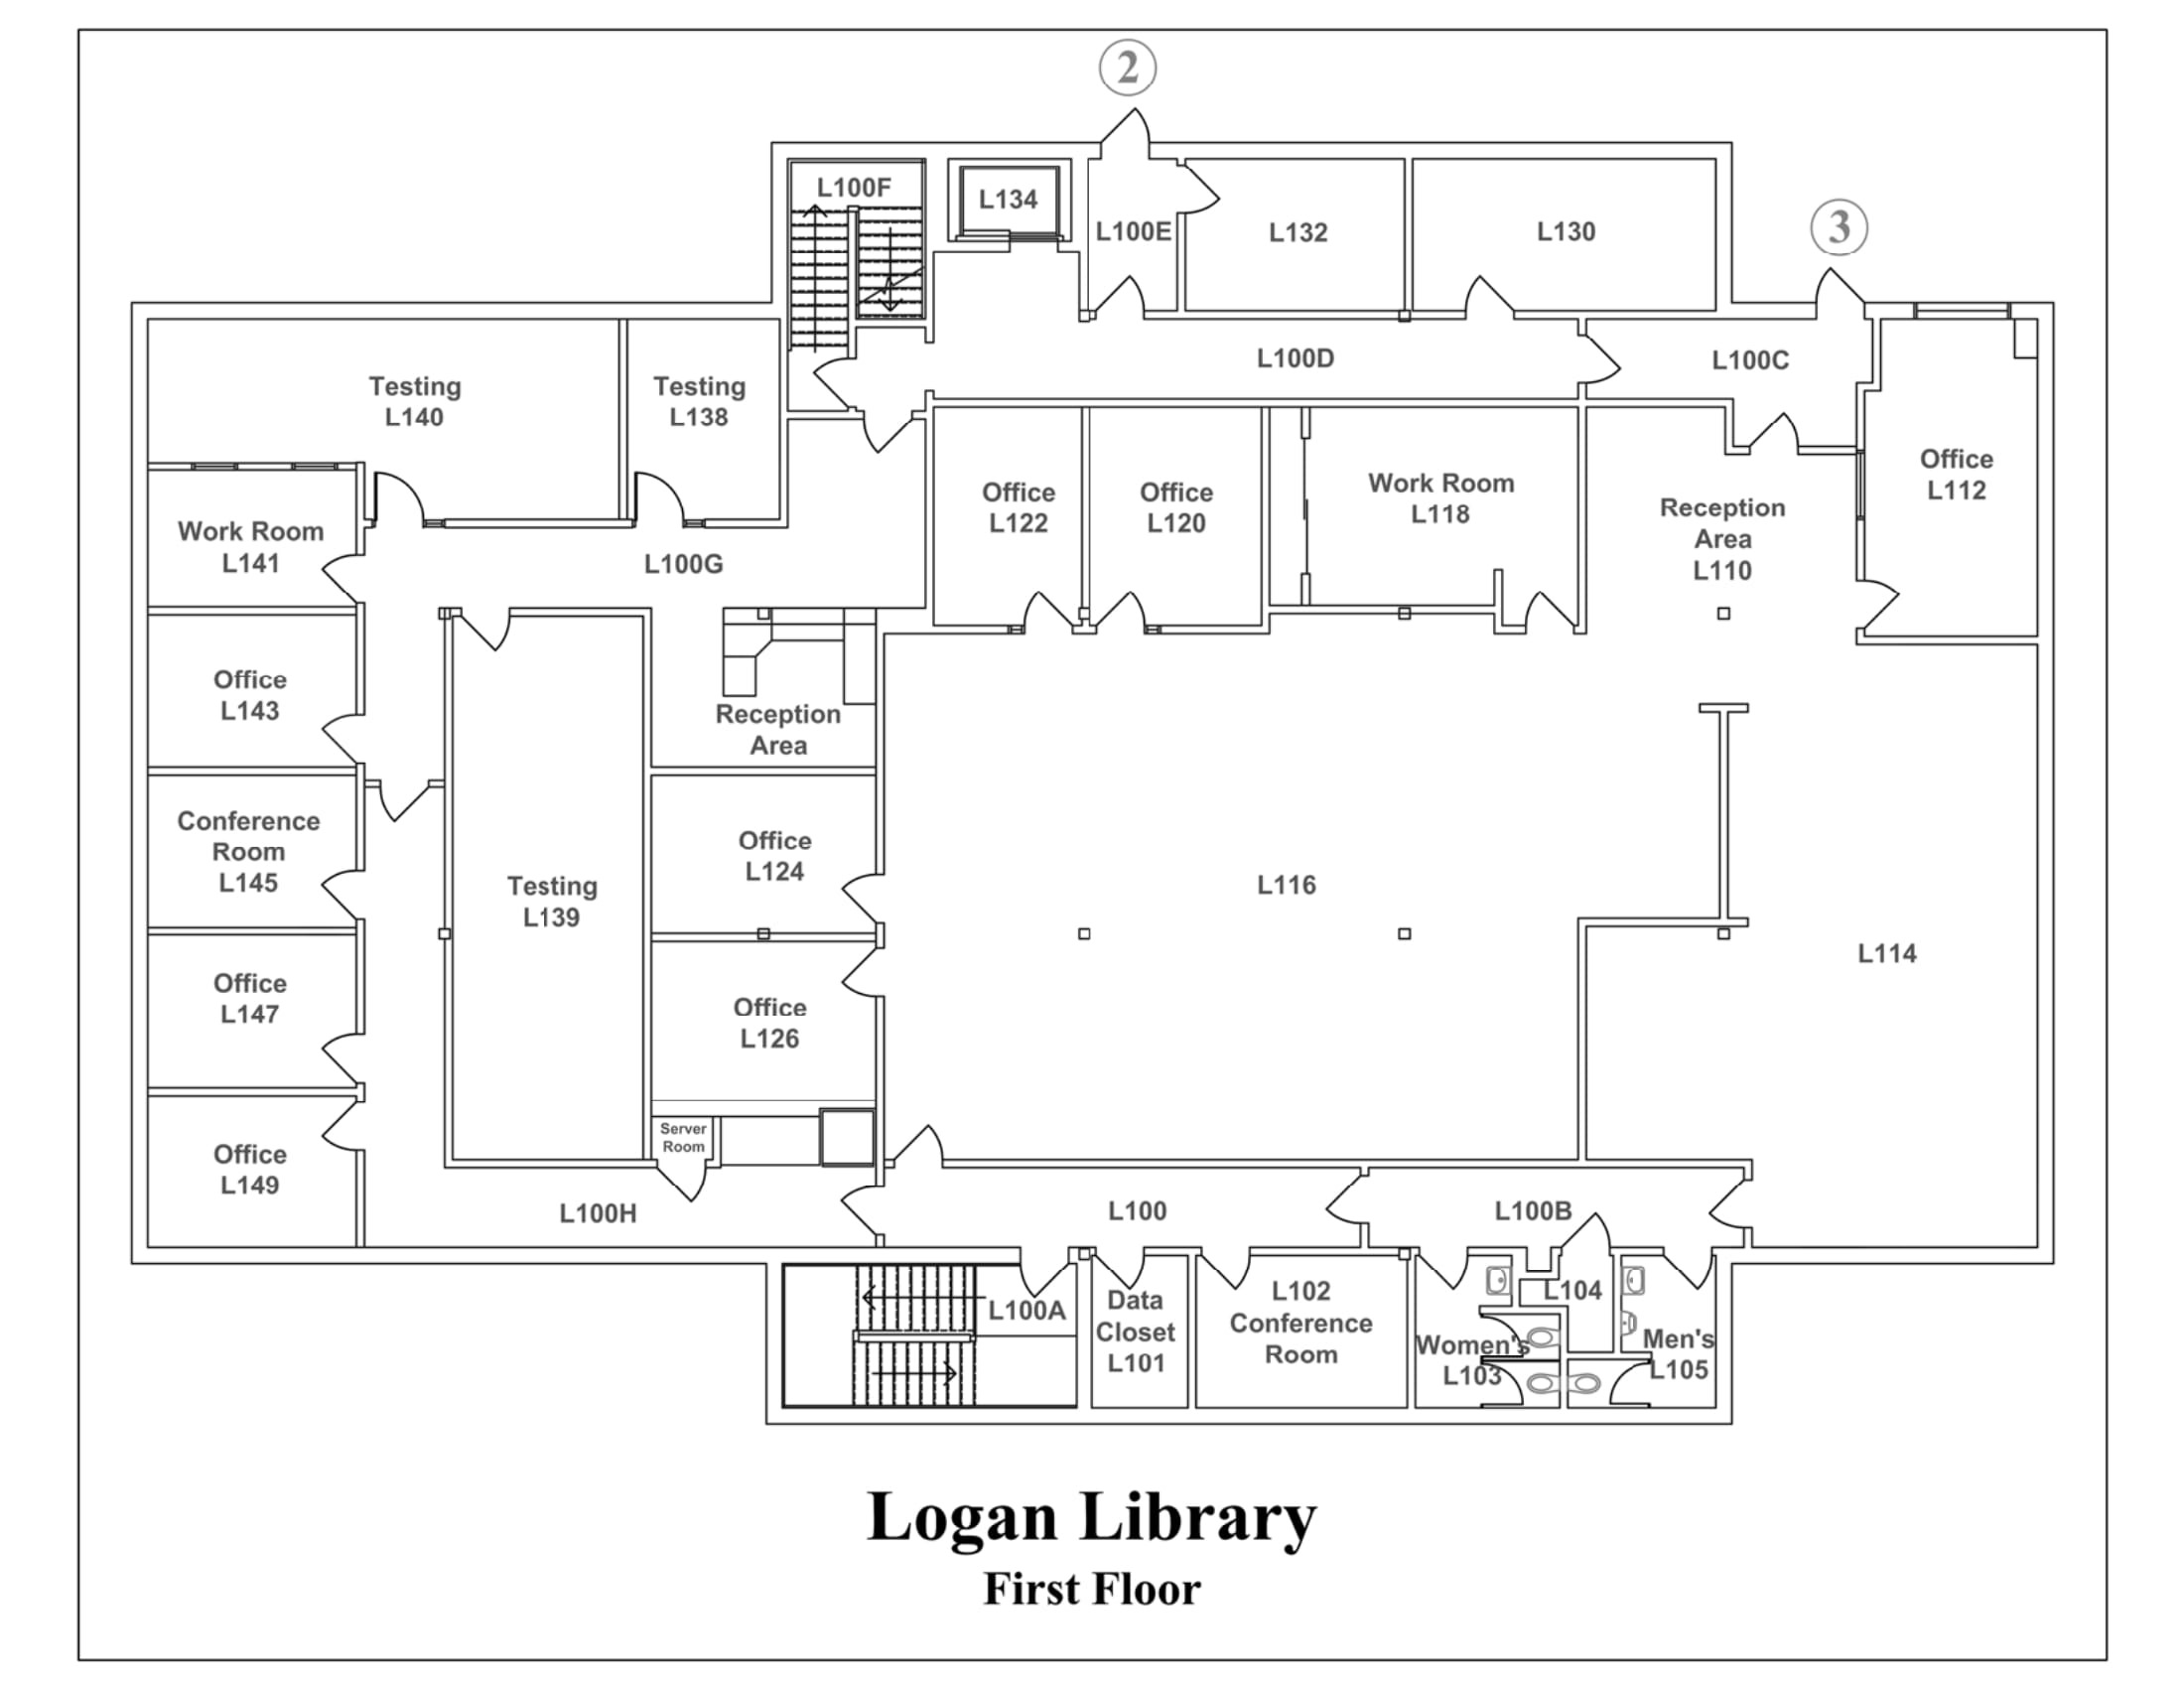 2
L100F
L134
L100E
L132
L130
3
L100D
L100C
Testing
L140
Testing
L138
Office
L122
Office
L120
Work Room
L118
Reception
Area
L110
Office
L112
Work Room
L141
L100G
Office
L143
Reception
Area
Conference
Room
L145
Testing
L139
Office
L124
L116
L114
Office
L147
Office
L126
Office
L149
Server
Room
L100H
L100
L100B
L100A
Data
Closet
L101
L102
Conference
Room
Women's
L103
L104
Men's
L105
Logan Library
First Floor